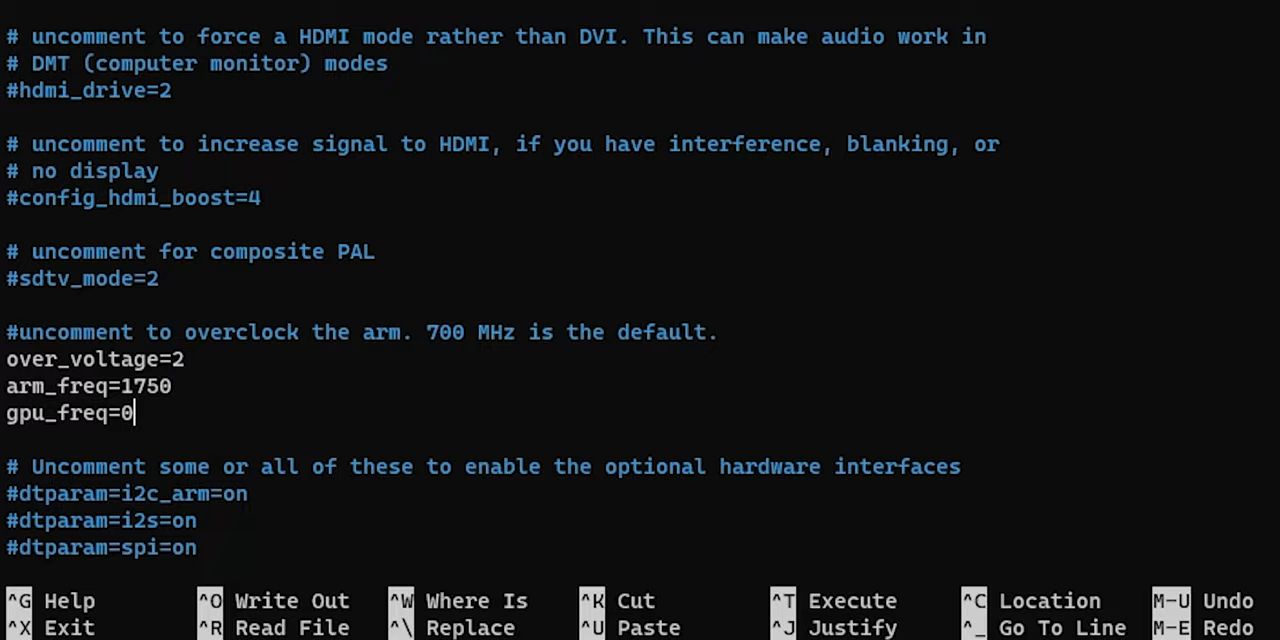 # uncomment to force a HDMI mode rather than DVI. This can make audio work in
# DMT (computer monitor) modes
#hdmi_drive=2
# uncomment to increase signal to HDMI, if you have interference, blanking, or
# no display
#config_hdmi_boost=4
# uncomment for composite PAL
#sdtv_mode=2
#uncomment to overclock the arm. 700 MHz is the default.
over_voltage=2
arm_freq=1750
gpu_freq=0
# Uncomment some or all of these to enable the optional hardware interfaces
#dtparam=i2c_arm=on
#dtparam=i2s=on
#dtparam=spi=on
^G Help ^O Write Out ^W Where Is ^K Cut ^T Execute ^C Location M-U Undo
^X Exit ^R Read File ^\ Replace ^U Paste ^J Justify ^_ Go To Line M-E Redo